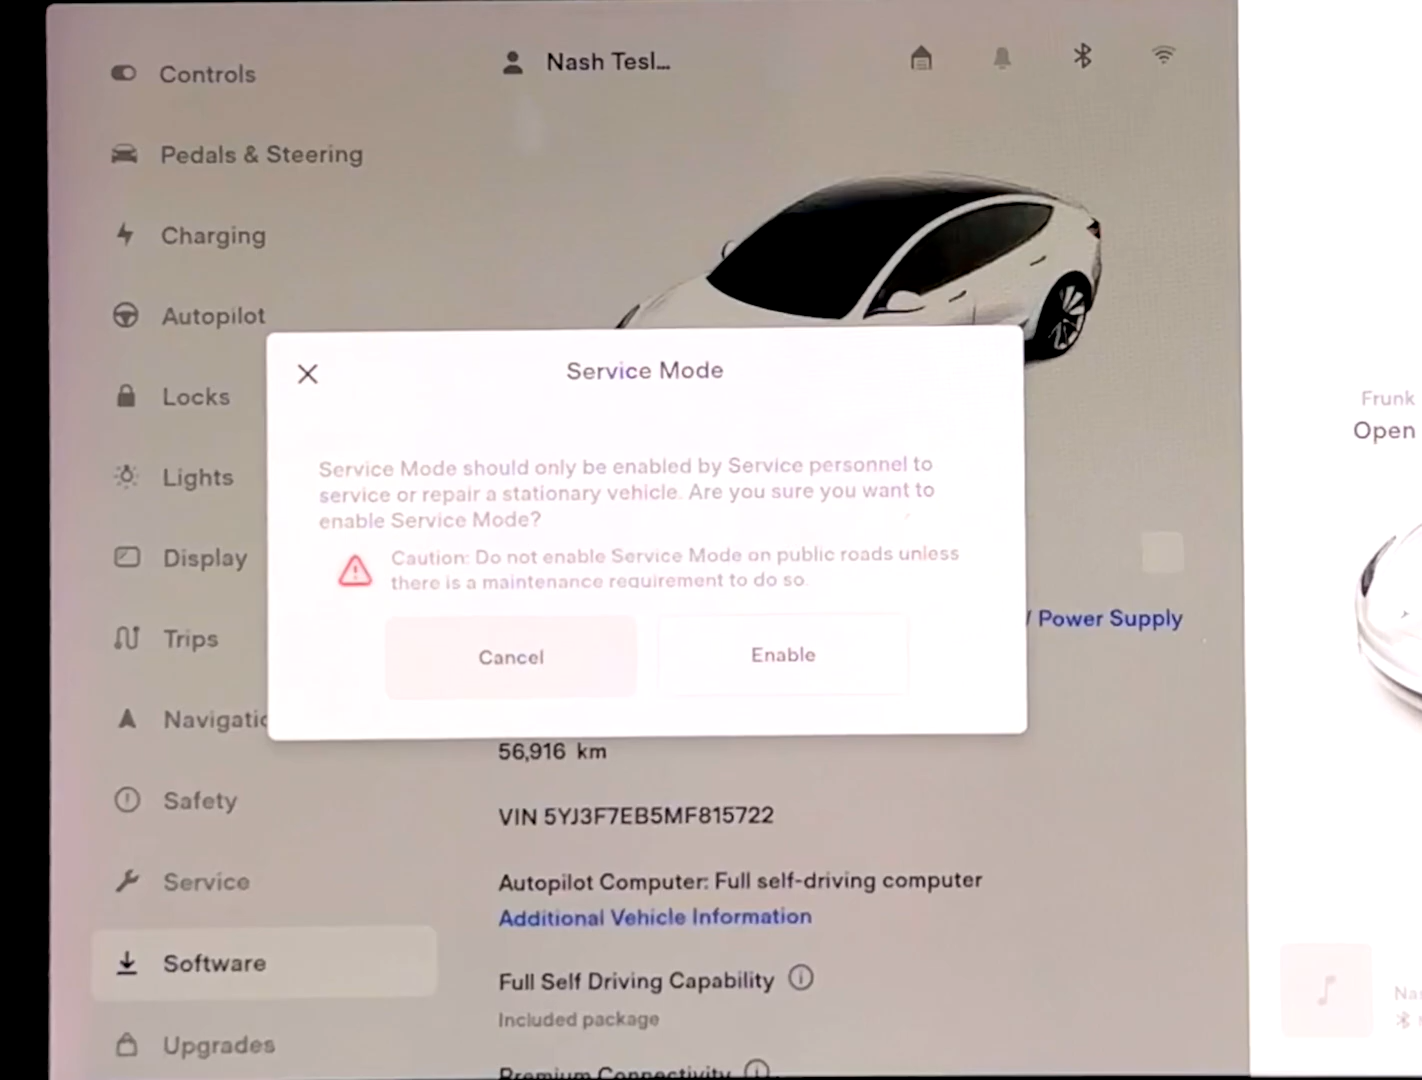 Controls
Pedals & Steering
Charging
Autopilot
Locks
Lights
Display
Trips
Safety
Service
Software
Upgrades
Nash Tesl...
Service Mode
Service Mode should only be enabled by Service personnel to
service or repair a stationary vehicle. Are you sure you want to
enable Service Mode?
Caution: Do not enable Service Mode on public roads unless
there is a maintenance requirement to do so.
Cancel
Enable
Power Supply
56,916 km
VIN 5YJ3F7EB5MF815722
Autopilot Computer: Full self-driving computer
Additional Vehicle Information
Full Self Driving Capability
Included package
Premium Connectivity
Frunk
Open